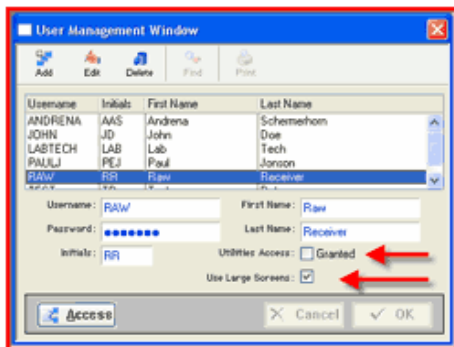 User Management Window
Add Edit Delete Find Print
Username Initials First Name Last Name
ANDRENA AAS Andrena Schermerhorn
JOHN JD John Doe
LABTECH LAB Lab Tech
PAULJ PEJ Paul Jonson
RAW RR Raw Receiver
Username: RAW First Name: Raw
Password: ●●●●●●● Last Name: Receiver
Initials: RR Utilities Access: Granted
Use Large Screens:
Access Cancel OK